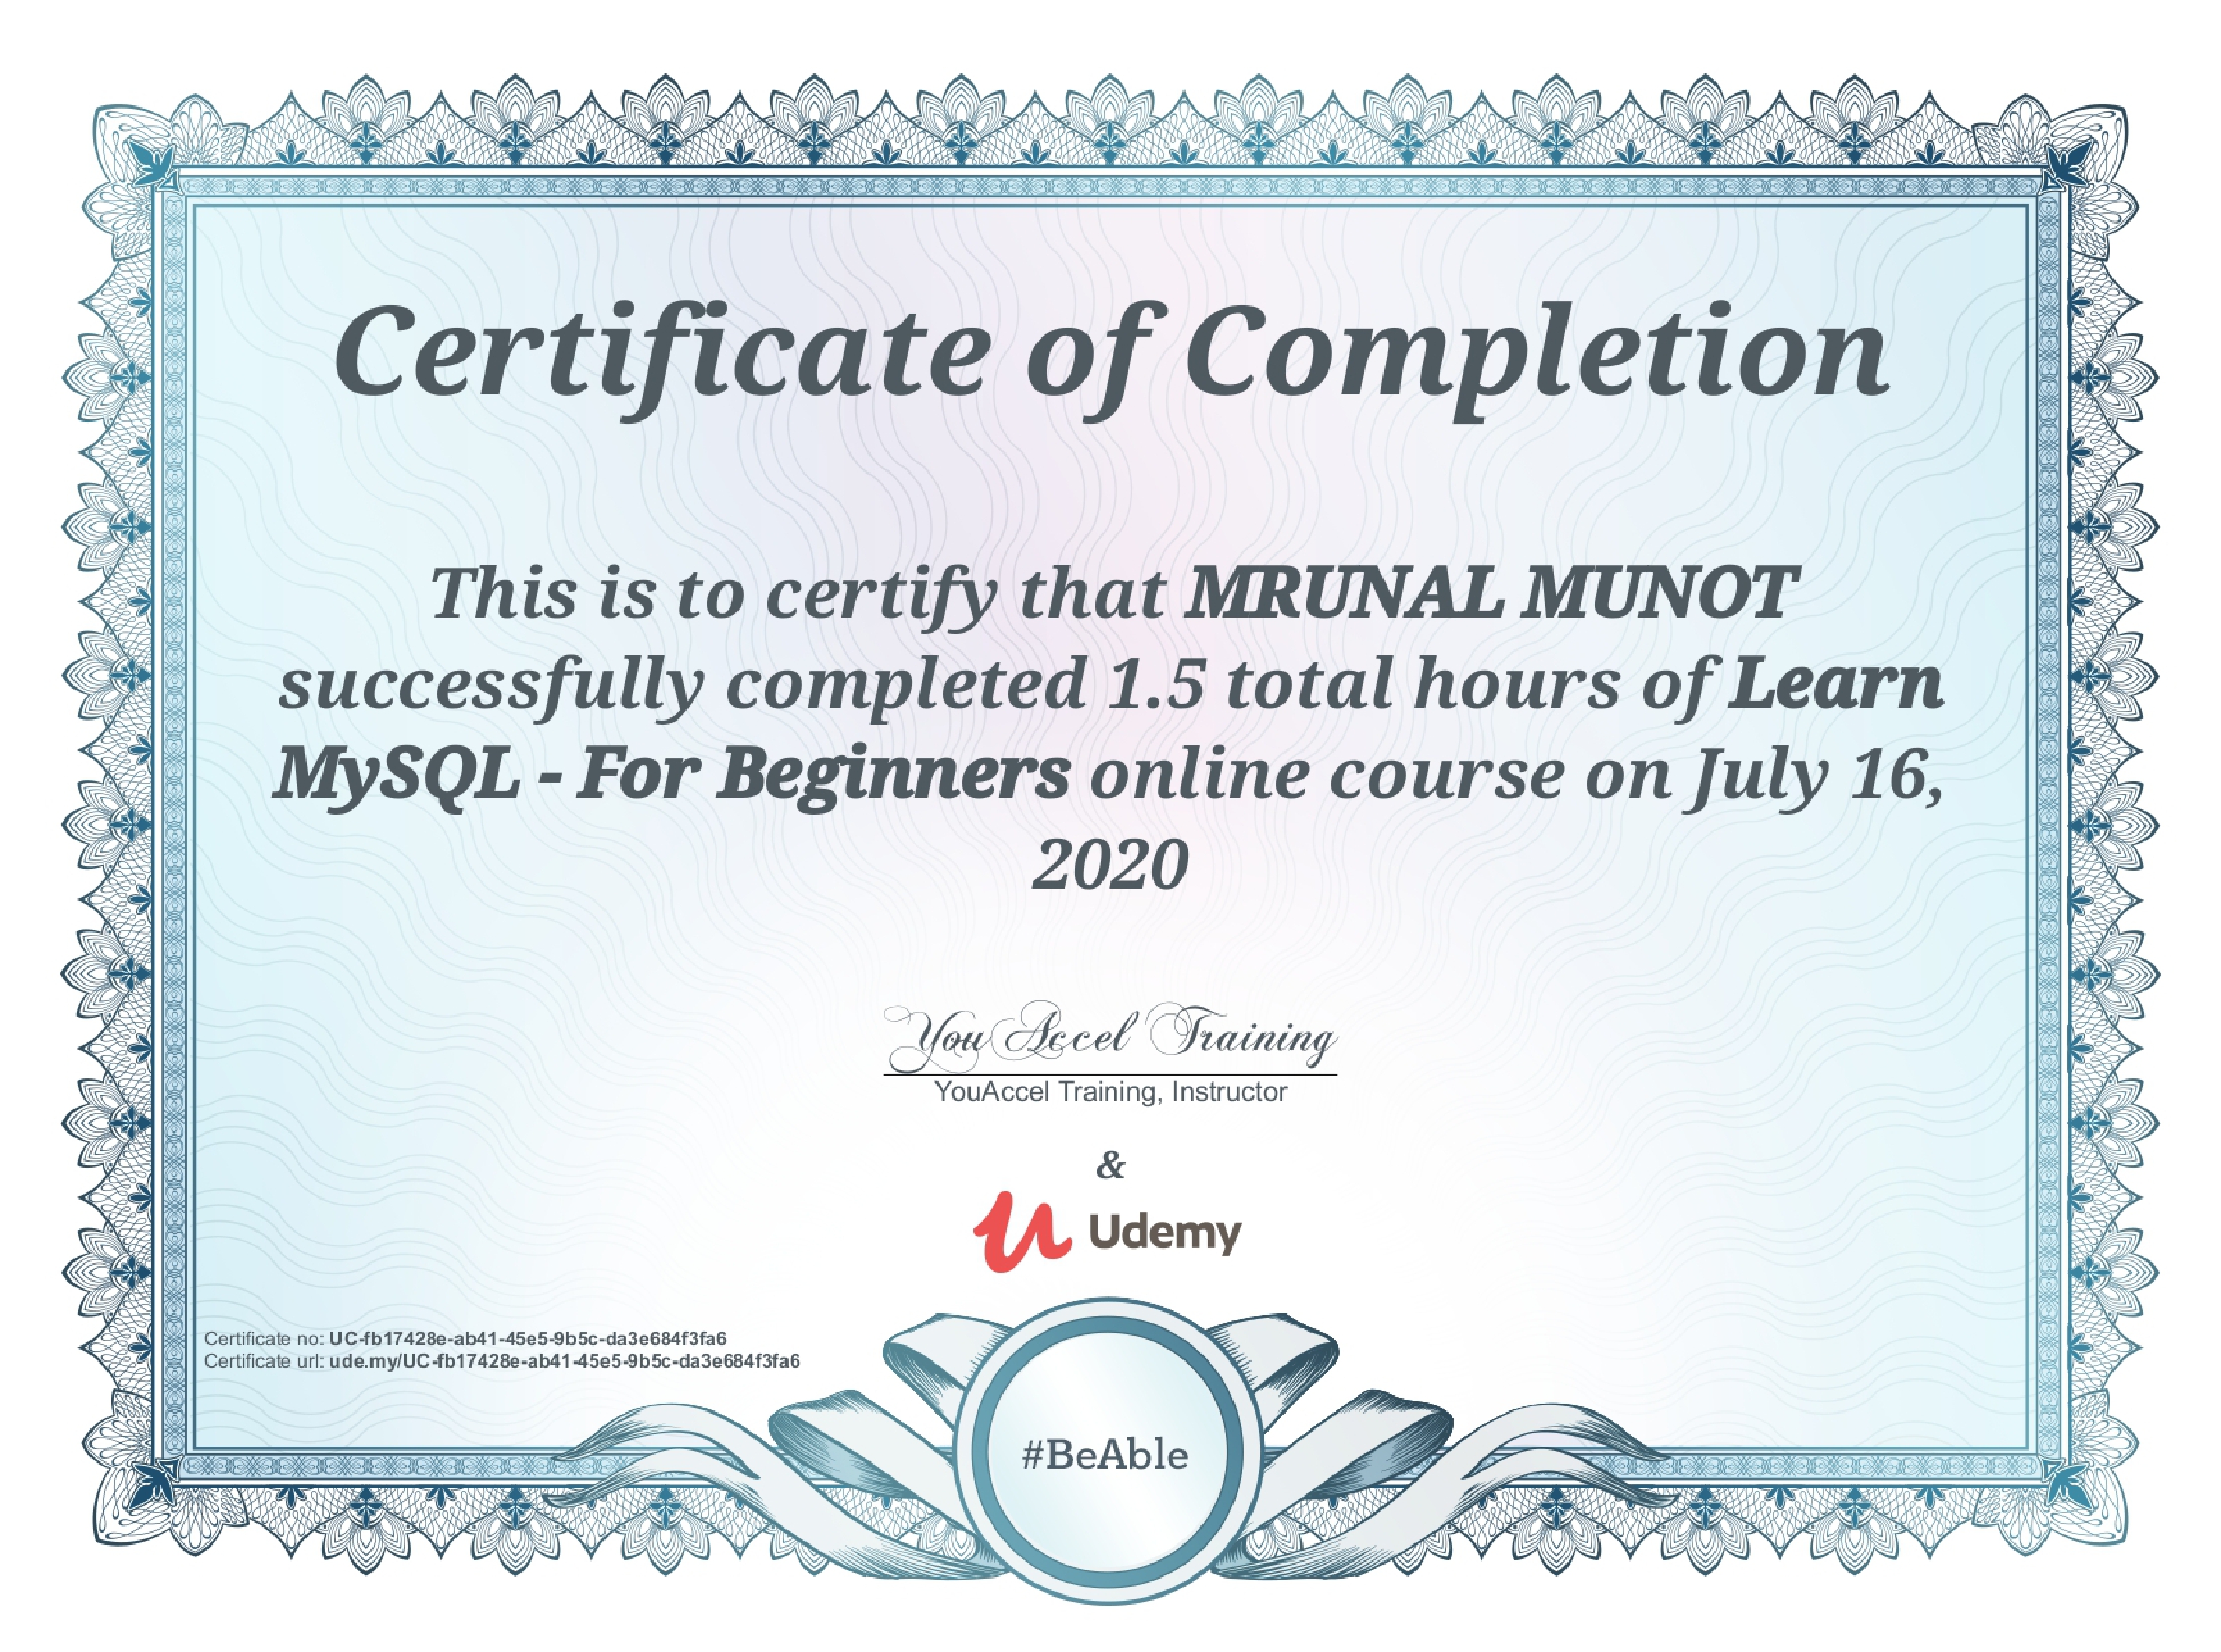 Certificate of Completion
This is to certify that MRUNAL MUNOT
successfully completed 1.5 total hours of Learn
MySQL - For Beginners online course on July 16,
2020
YouAccel Training
YouAccel Training, Instructor
&
Udemy
Certificate no: UC-fb17428e-ab41-45e5-9b5c-da3e684f3fa6
Certificate url: ude.my/UC-fb17428e-ab41-45e5-9b5c-da3e684f3fa6
#BeAble